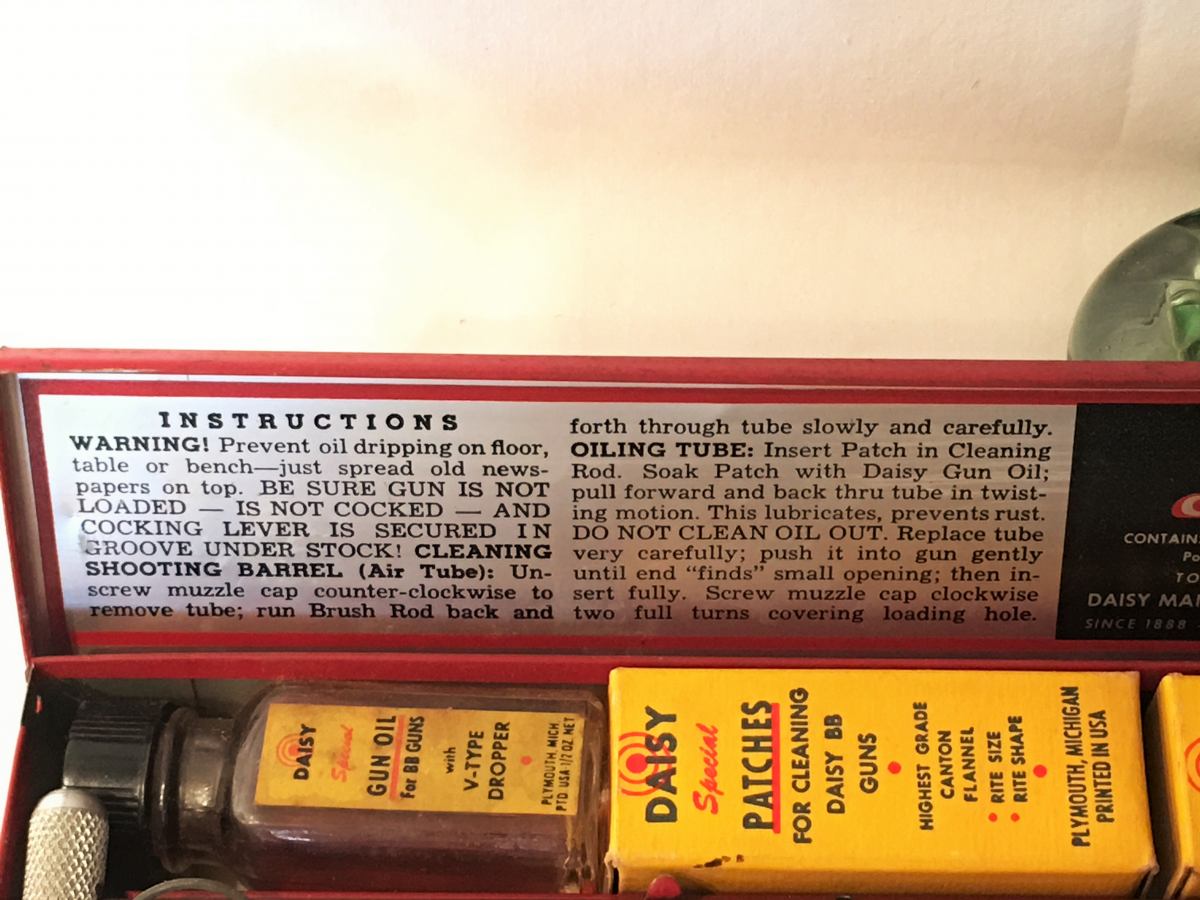 INSTRUCTIONS
WARNING! Prevent oil dripping on floor,
table or bench—just spread old news-
papers on top. BE SURE GUN IS NOT
LOADED — IS NOT COCKED — AND
COCKING LEVER IS SECURED IN
GROOVE UNDER STOCK! CLEANING
SHOOTING BARREL (Air Tube): Un-
screw muzzle cap counter-clockwise to
remove tube; run Brush Rod back and
forth through tube slowly and carefully.
OILING TUBE: Insert Patch in Cleaning
Rod. Soak Patch with Daisy Gun Oil;
pull forward and back thru tube in twist-
ing motion. This lubricates, prevents rust.
DO NOT CLEAN OIL OUT. Replace tube
very carefully; push it into gun gently
until end "finds" small opening; then in-
sert fully. Screw muzzle cap clockwise
two full turns covering loading hole.
CONTAINS
TO
DAISY
SINCE 1888
DAISY
Special
GUN OIL
For BB GUNS
with
V-TYPE
DROPPER
PLYMOUTH, MICH.
PTD USA 1/2 OZ NET
DAISY
Special
PATCHES
FOR CLEANING
DAISY BB
GUNS
HIGHEST GRADE
CANTON
FLANNEL
RITE SIZE
RITE SHAPE
PLYMOUTH, MICHIGAN
PRINTED IN USA